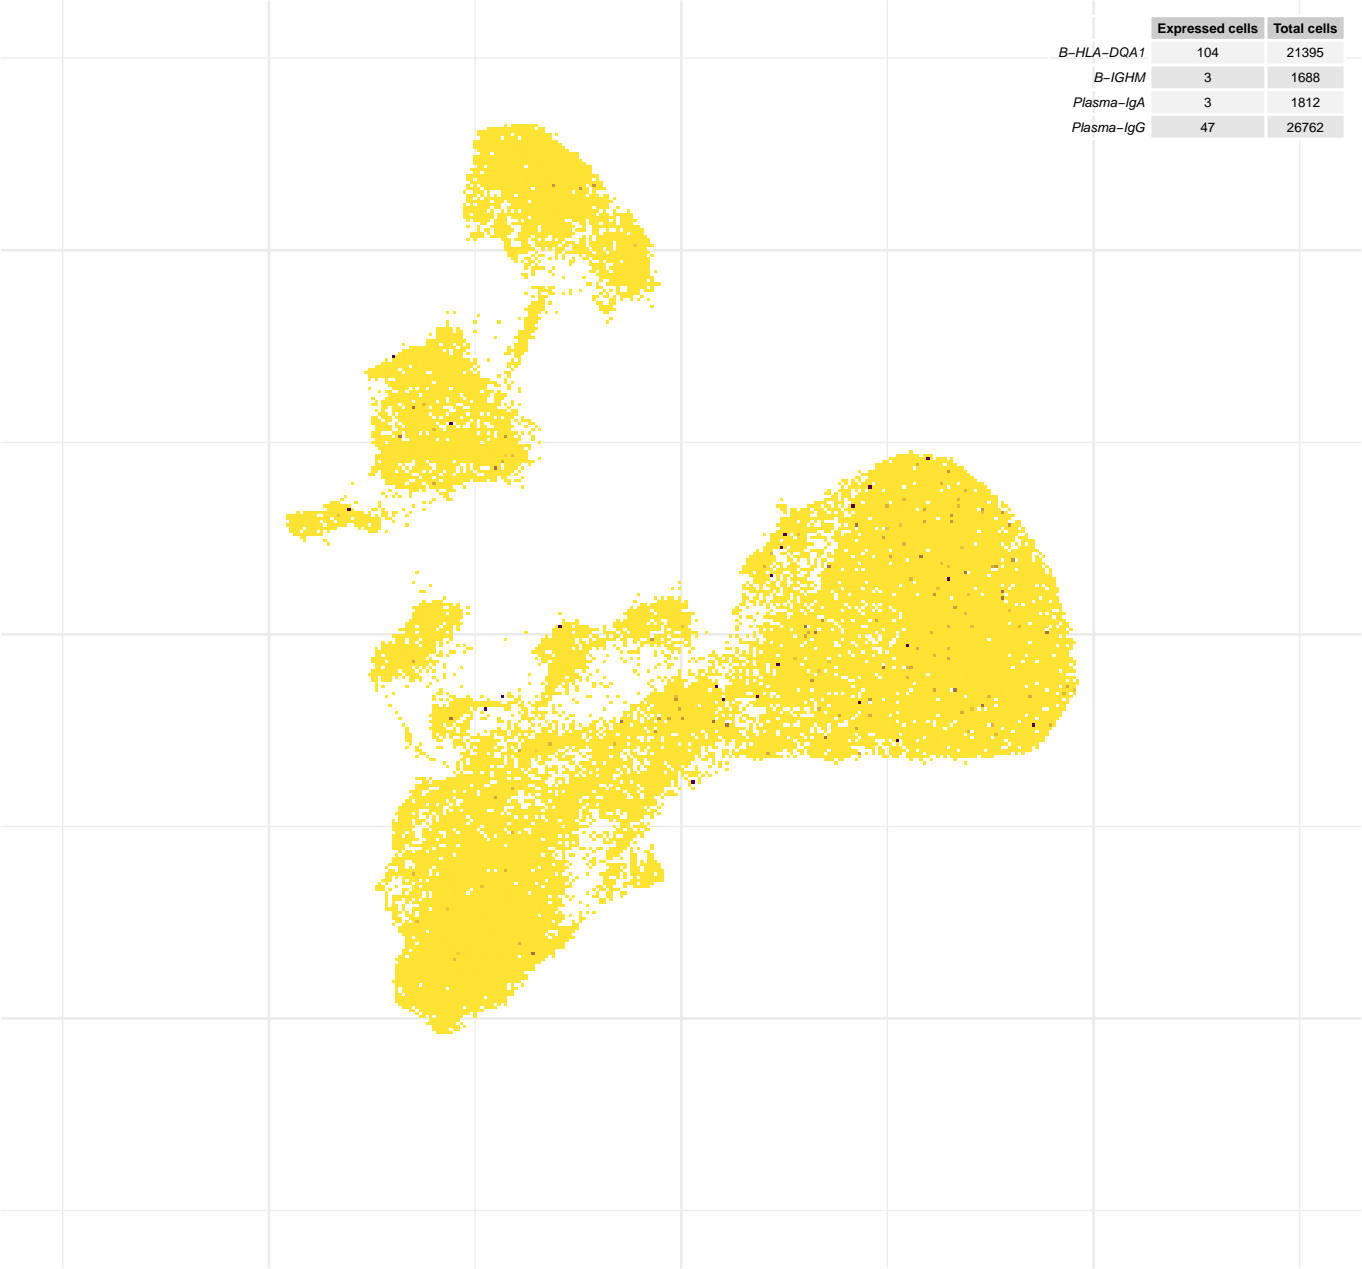 Expressed cells Total cells
B−HLA−DQA1 104 21395
B−IGHM 3 1688
Plasma−IgA 3 1812
Plasma−IgG 47 26762